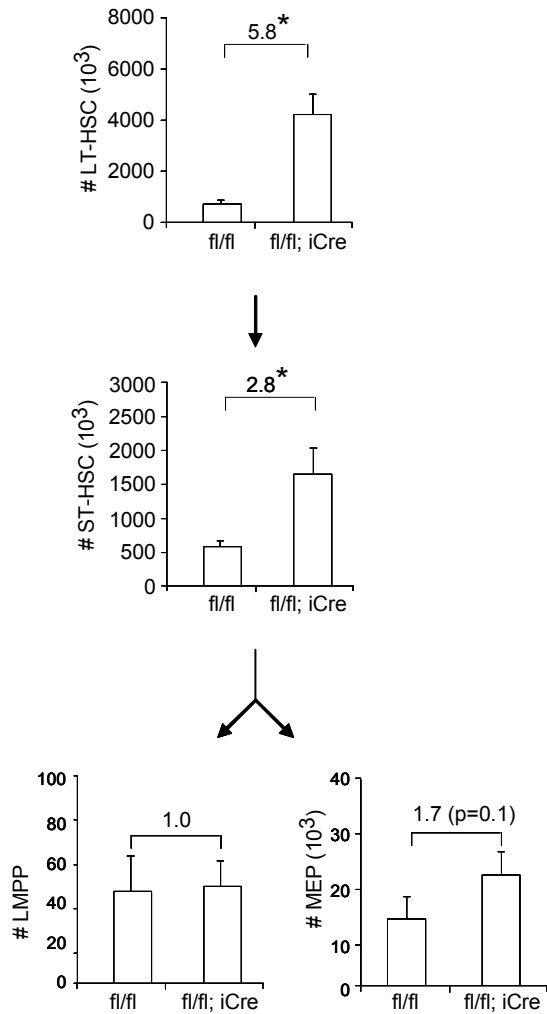 8000
6000
4000
2000
0
# LT-HSC (10³)
5.8*
fl/fl fl/fl; iCre
3000
2500
2000
1500
1000
500
0
# ST-HSC (10³)
2.8*
fl/fl fl/fl; iCre
100
80
60
40
20
0
# LMPP
1.0
fl/fl fl/fl; iCre
40
30
20
10
0
# MEP (10³)
1.7 (p=0.1)
fl/fl fl/fl; iCre